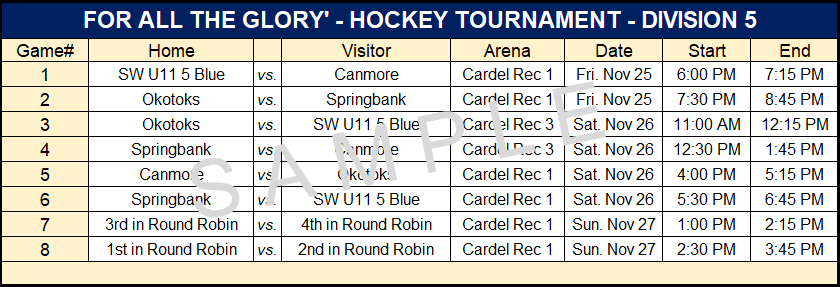 FOR ALL THE GLORY' - HOCKEY TOURNAMENT - DIVISION 5
Game# Home Visitor Arena Date Start End
1 SW U11 5 Blue vs. Canmore Cardel Rec 1 Fri. Nov 25 6:00 PM 7:15 PM
2 Okotoks vs. Springbank Cardel Rec 1 Fri. Nov 25 7:30 PM 8:45 PM
3 Okotoks vs. SW U11 5 Blue Cardel Rec 3 Sat. Nov 26 11:00 AM 12:15 PM
4 Springbank vs. Canmore Cardel Rec 3 Sat. Nov 26 12:30 PM 1:45 PM
5 Canmore vs. Okotoks Cardel Rec 1 Sat. Nov 26 4:00 PM 5:15 PM
6 Springbank vs. SW U11 5 Blue Cardel Rec 1 Sat. Nov 26 5:30 PM 6:45 PM
7 3rd in Round Robin vs. 4th in Round Robin Cardel Rec 1 Sun. Nov 27 1:00 PM 2:15 PM
8 1st in Round Robin vs. 2nd in Round Robin Cardel Rec 1 Sun. Nov 27 2:30 PM 3:45 PM
SAMPLE